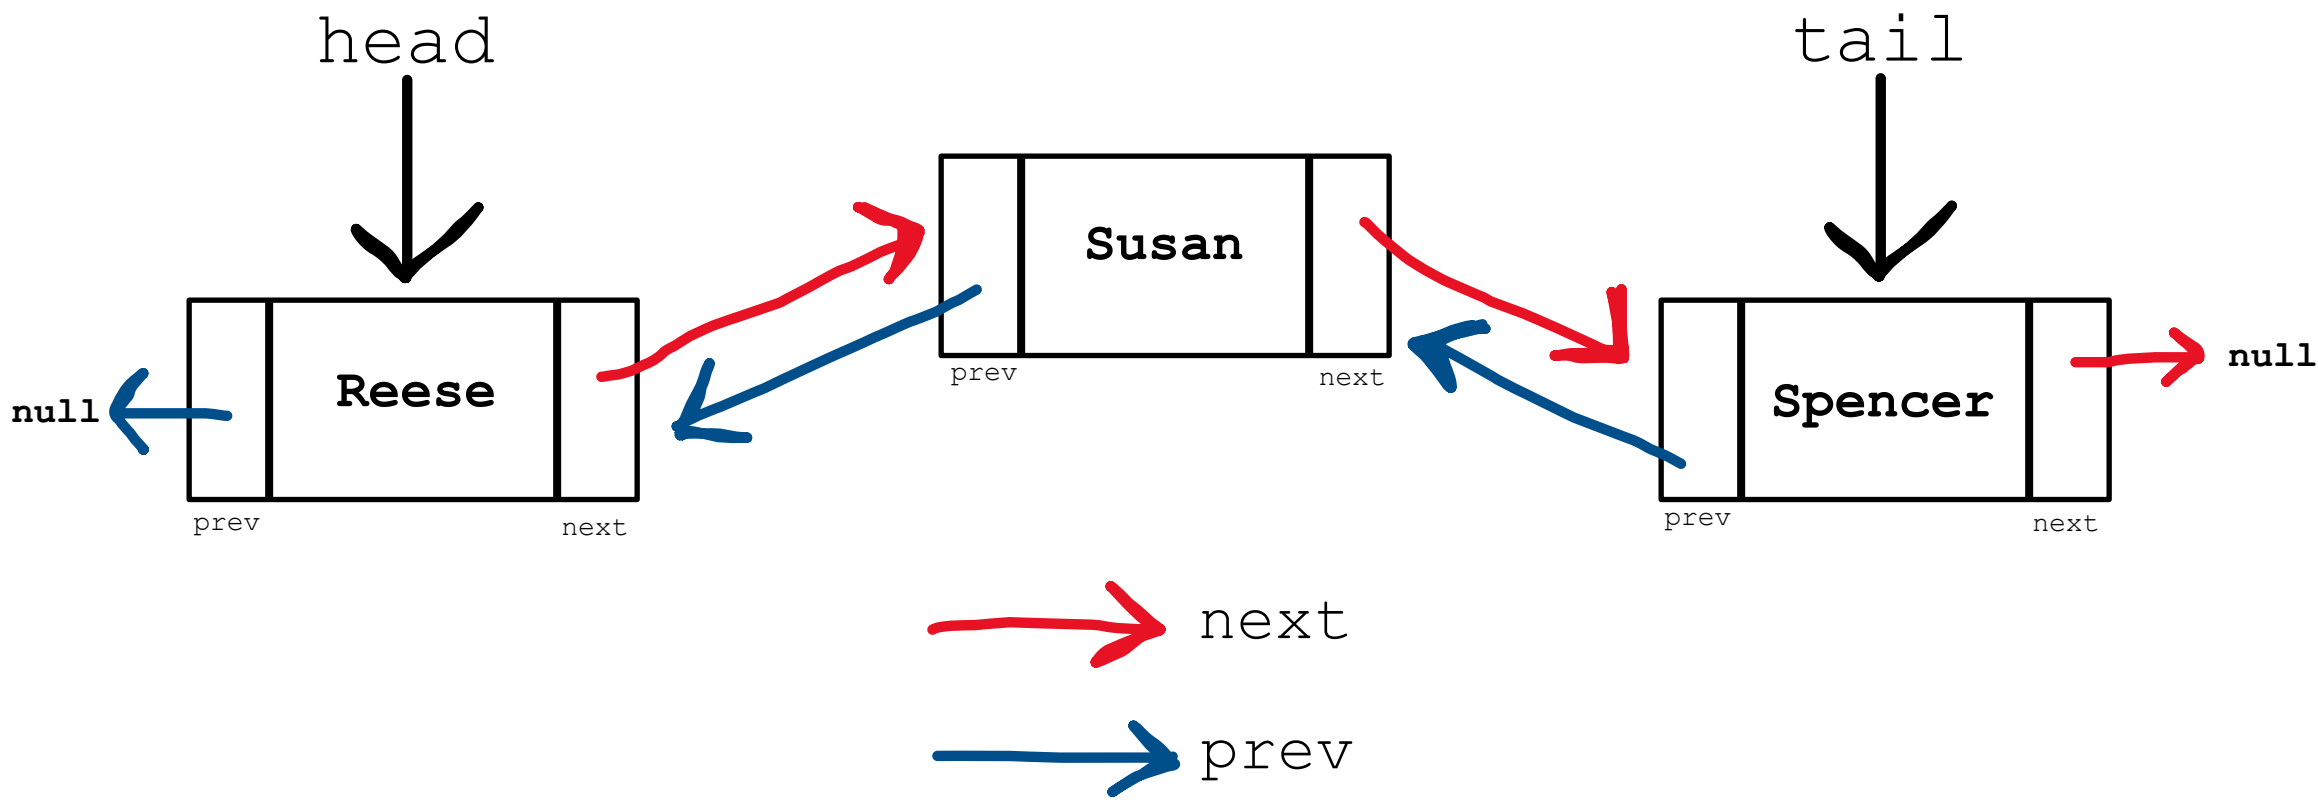 head
tail
Susan
prev
next
Reese
Spencer
null
null
prev
next
prev
next
next
prev